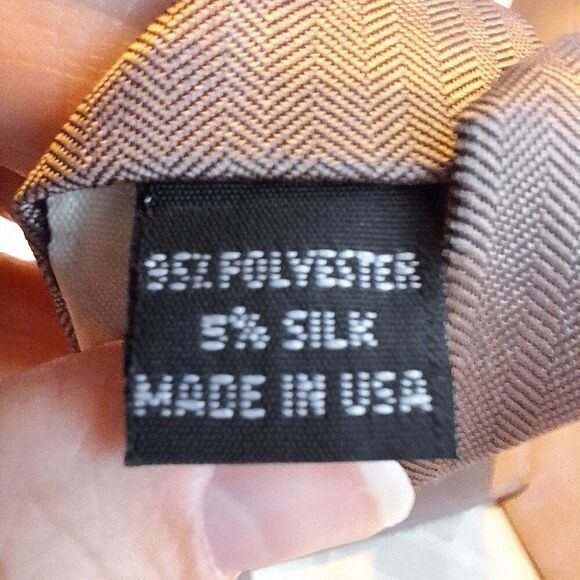 95% POLYESTER
5% SILK
MADE IN USA